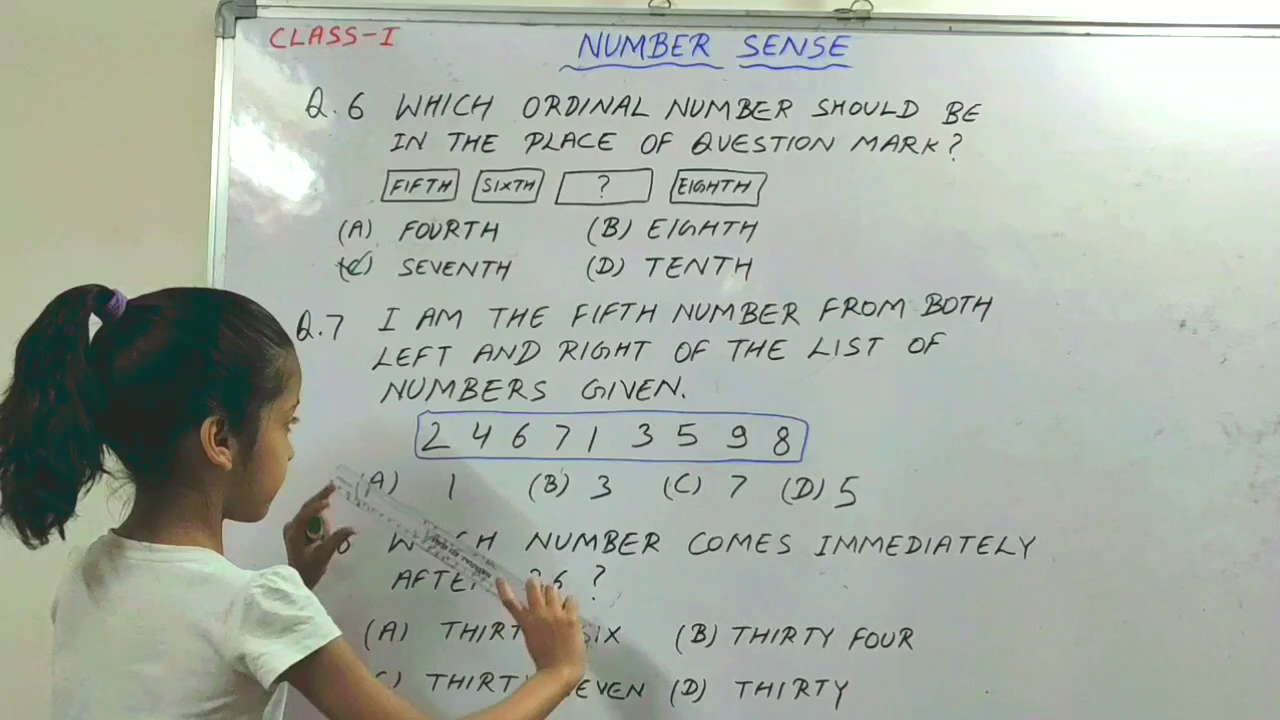 CLASS-I
NUMBER SENSE
Q.6 WHICH ORDINAL NUMBER SHOULD BE
IN THE PLACE OF QUESTION MARK?
FIFTH SIXTH ? EIGHTH
(A) FOURTH (B) EIGHTH
(C) SEVENTH (D) TENTH
Q.7 I AM THE FIFTH NUMBER FROM BOTH
LEFT AND RIGHT OF THE LIST OF
NUMBERS GIVEN.
2 4 6 7 1 3 5 9 8
(A) 1 (B) 3 (C) 7 (D) 5
NUMBER COMES IMMEDIATELY
?
(A) SIX (B) THIRTY FOUR
(D) THIRTY